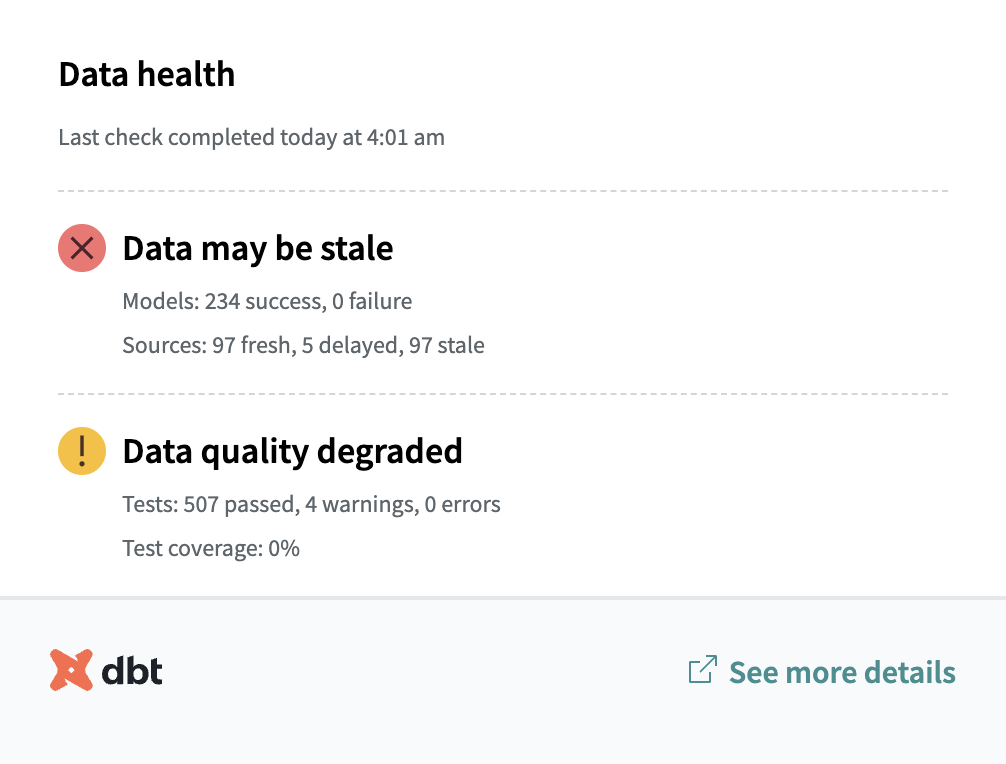 Data health
Last check completed today at 4:01 am
Data may be stale
Models: 234 success, 0 failure
Sources: 97 fresh, 5 delayed, 97 stale
Data quality degraded
Tests: 507 passed, 4 warnings, 0 errors
Test coverage: 0%
dbt
See more details